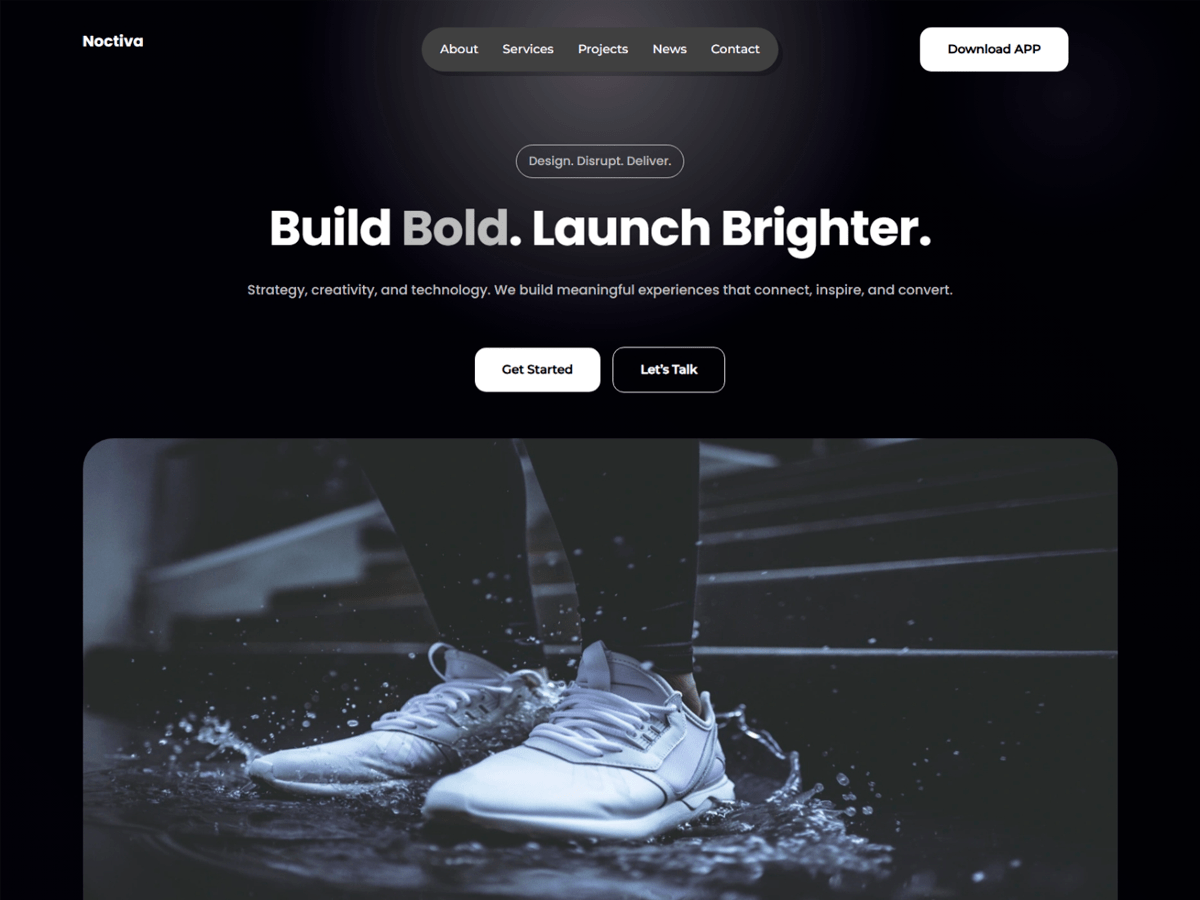 Noctiva
About Services Projects News Contact
Download APP
Design. Disrupt. Deliver.
Build Bold. Launch Brighter.
Strategy, creativity, and technology. We build meaningful experiences that connect, inspire, and convert.
Get Started
Let's Talk